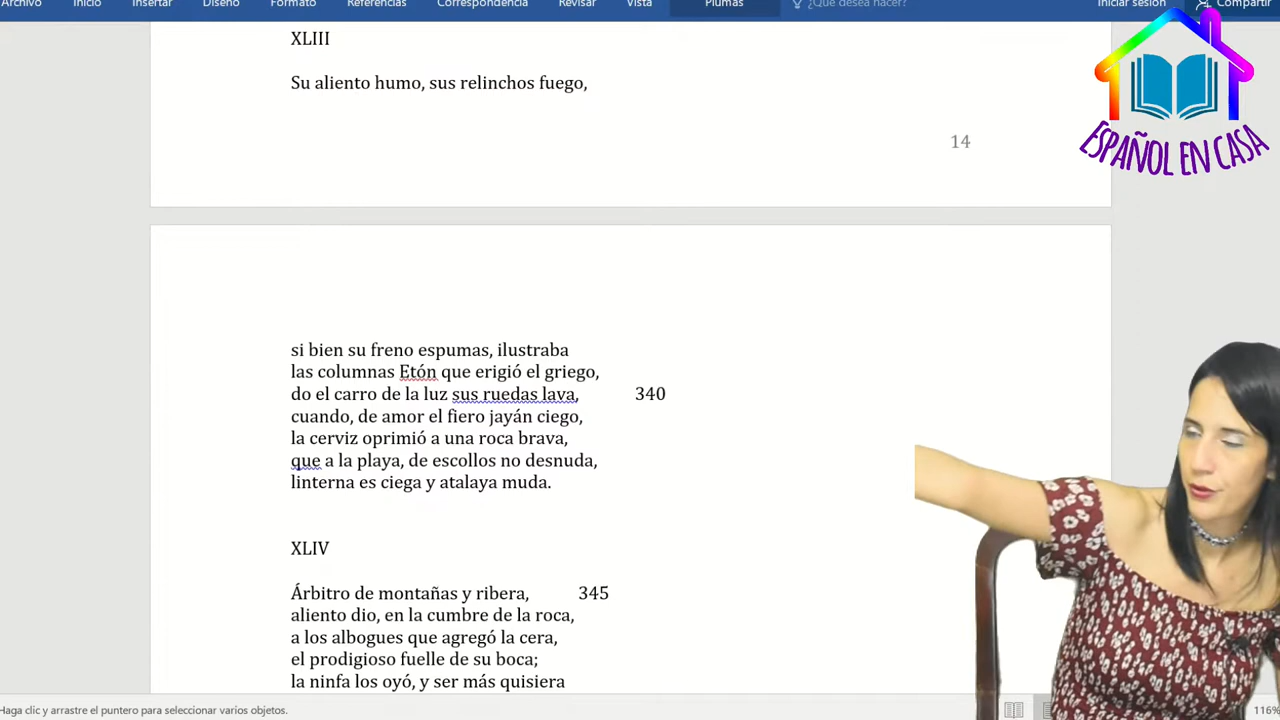 Archivo Inicio Insertar Diseño Formato Referencias Correspondencia Revisar Vista Plumas ¿Qué desea hacer? Iniciar sesión Compartir
XLIII
Su aliento humo, sus relinchos fuego,
14
ESPAÑOL EN CASA
si bien su freno espumas, ilustraba
las columnas Etón que erigió el griego,
do el carro de la luz sus ruedas lava, 340
cuando, de amor el fiero jayán ciego,
la cerviz oprimió a una roca brava,
que a la playa, de escollos no desnuda,
linterna es ciega y atalaya muda.
XLIV
Árbitro de montañas y ribera, 345
aliento dio, en la cumbre de la roca,
a los albogues que agregó la cera,
el prodigioso fuelle de su boca;
la ninfa los oyó, y ser más quisiera
Haga clic y arrastre el puntero para seleccionar varios objetos. 116%